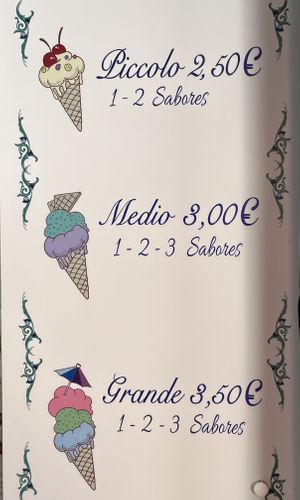 Piccolo 2,50€
1 - 2 Sabores
Medio 3,00€
1 - 2 - 3 Sabores
Grande 3,50€
1 - 2 - 3 Sabores